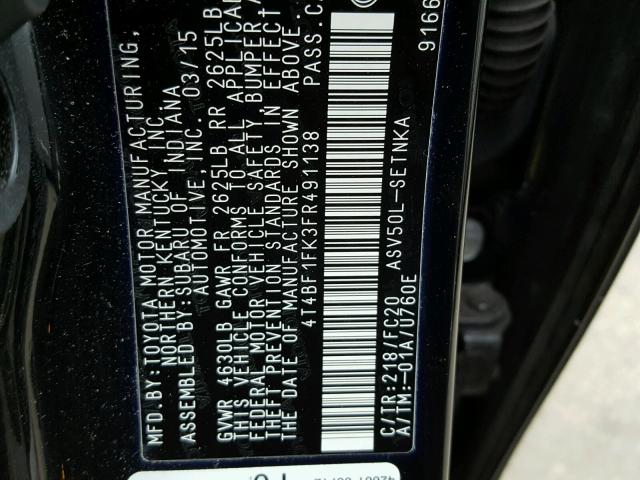 MFD.BY:TOYOTA MOTOR MANUFACTURING,
NORTHERN KENTUCKY, INC.
ASSEMBLED BY:SUBARU OF INDIANA
AUTOMOTIVE, INC. 03/15
GVWR 4630LB GAWR FR 2625LB RR 2625LB
THIS VEHICLE CONFORMS TO ALL APPLICA
FEDERAL MOTOR VEHICLE SAFETY, BUMPER,
THEFT PREVENTION STANDARDS IN EFFECT
THE DATE OF MANUFACTURE SHOWN ABOVE.
4T4BF1FK3FR491138 PASS.C
C/TR:218/FC20 ASV50L-SETNKA
A/TM:-01A/U760E
9166